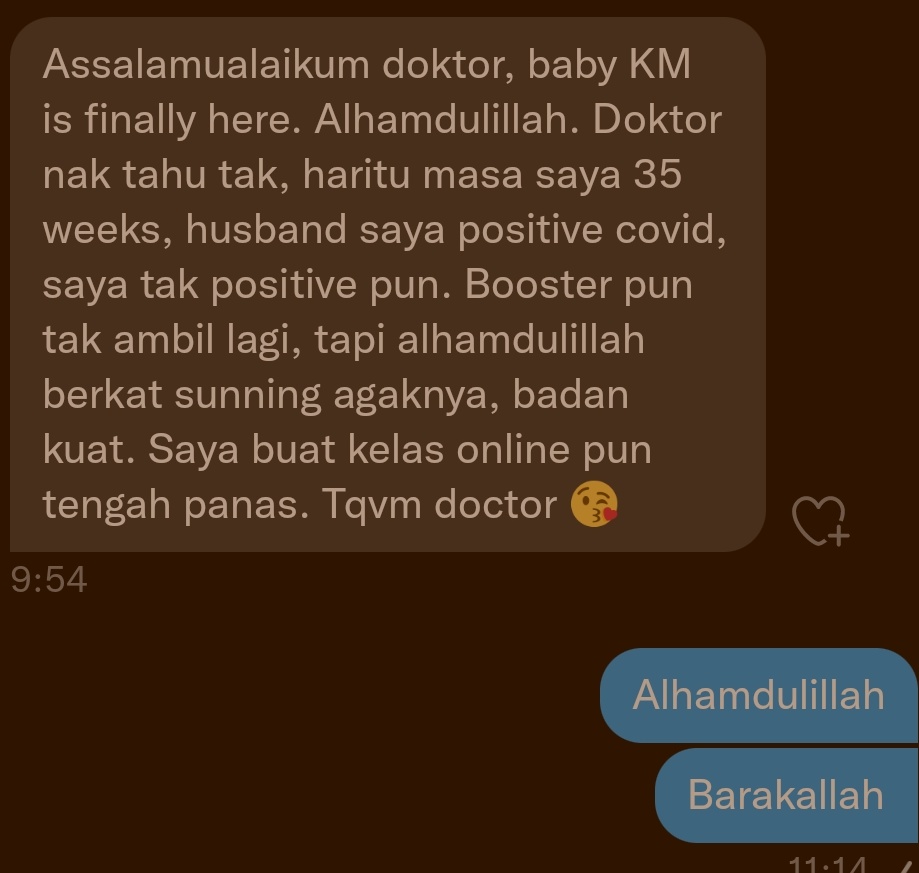 Assalamualaikum doktor, baby KM
is finally here. Alhamdulillah. Doktor
nak tahu tak, haritu masa saya 35
weeks, husband saya positive covid,
saya tak positive pun. Booster pun
tak ambil lagi, tapi alhamdulillah
berkat sunning agaknya, badan
kuat. Saya buat kelas online pun
tengah panas. Tqvm doctor 😘
9:54
Alhamdulillah
Barakallah
11:14